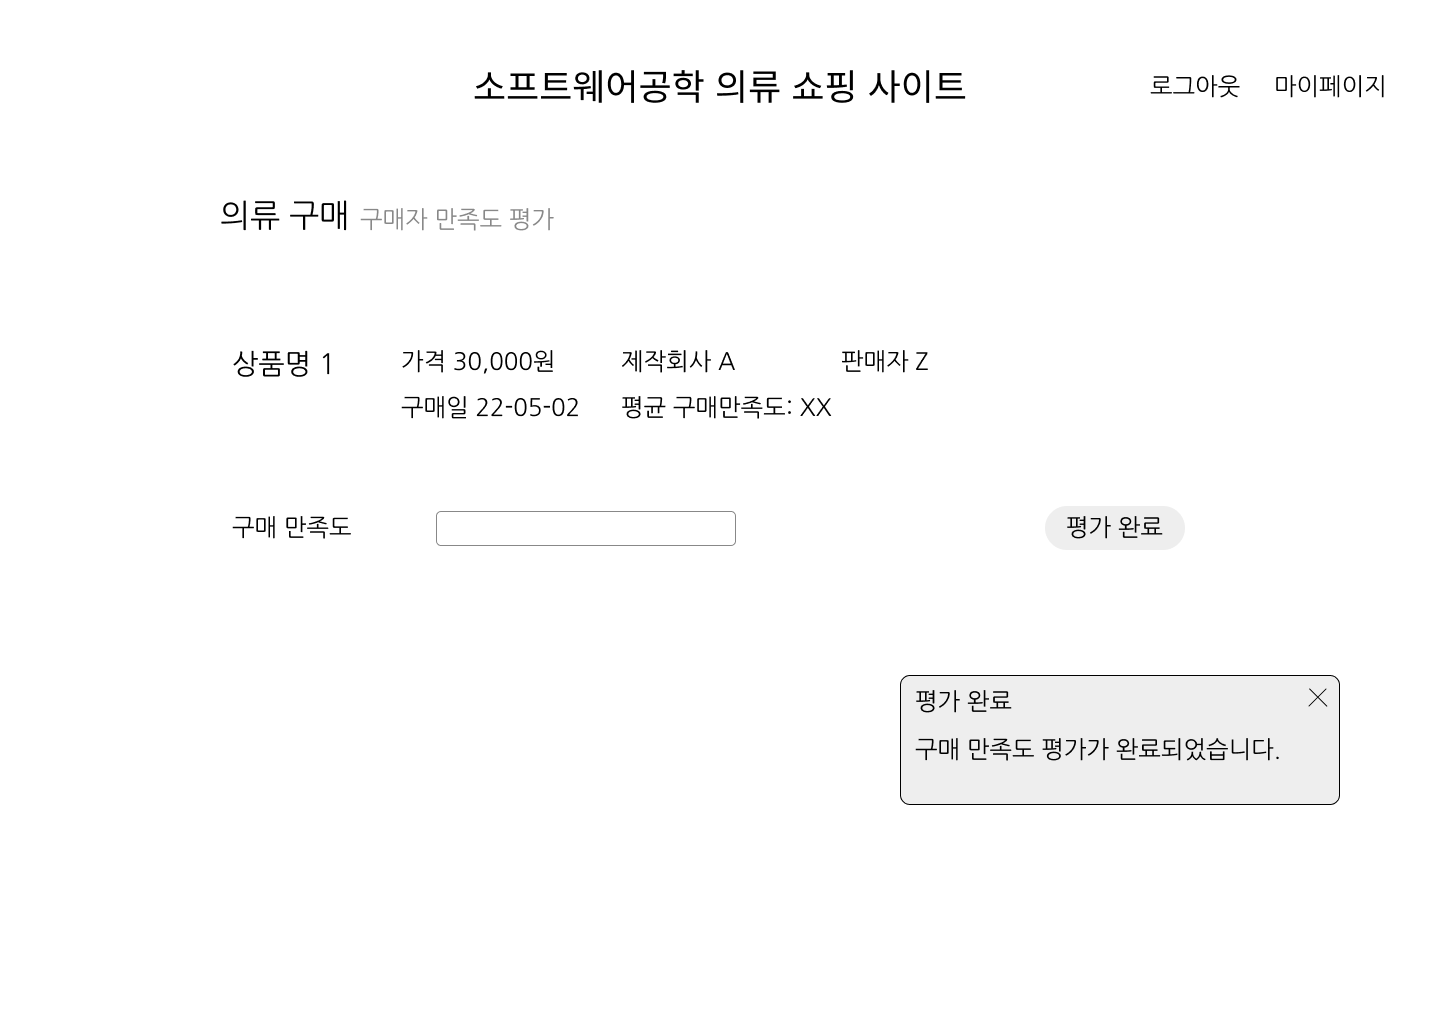 소프트웨어공학 의류 쇼핑 사이트 로그아웃 마이페이지
의류 구매 구매자 만족도 평가
상품명 1 가격 30,000원 제작회사 A 판매자 Z
구매일 22-05-02 평균 구매만족도: XX
구매 만족도 평가 완료
평가 완료
구매 만족도 평가가 완료되었습니다.